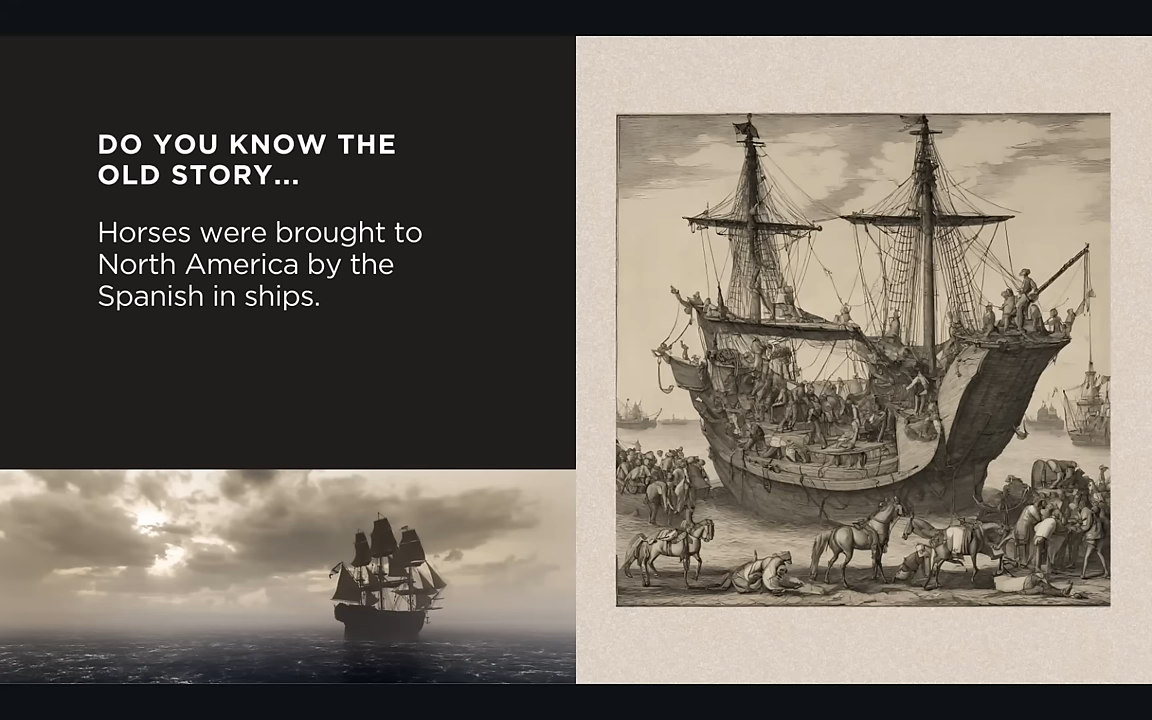 DO YOU KNOW THE
OLD STORY...
Horses were brought to
North America by the
Spanish in ships.